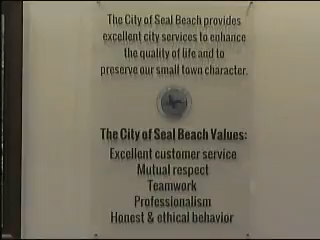 The City of Seal Beach provides
excellent city services to enhance
the quality of life and to
preserve our small town character.
The City of Seal Beach Values:
Excellent customer service
Mutual respect
Teamwork
Professionalism
Honest & ethical behavior